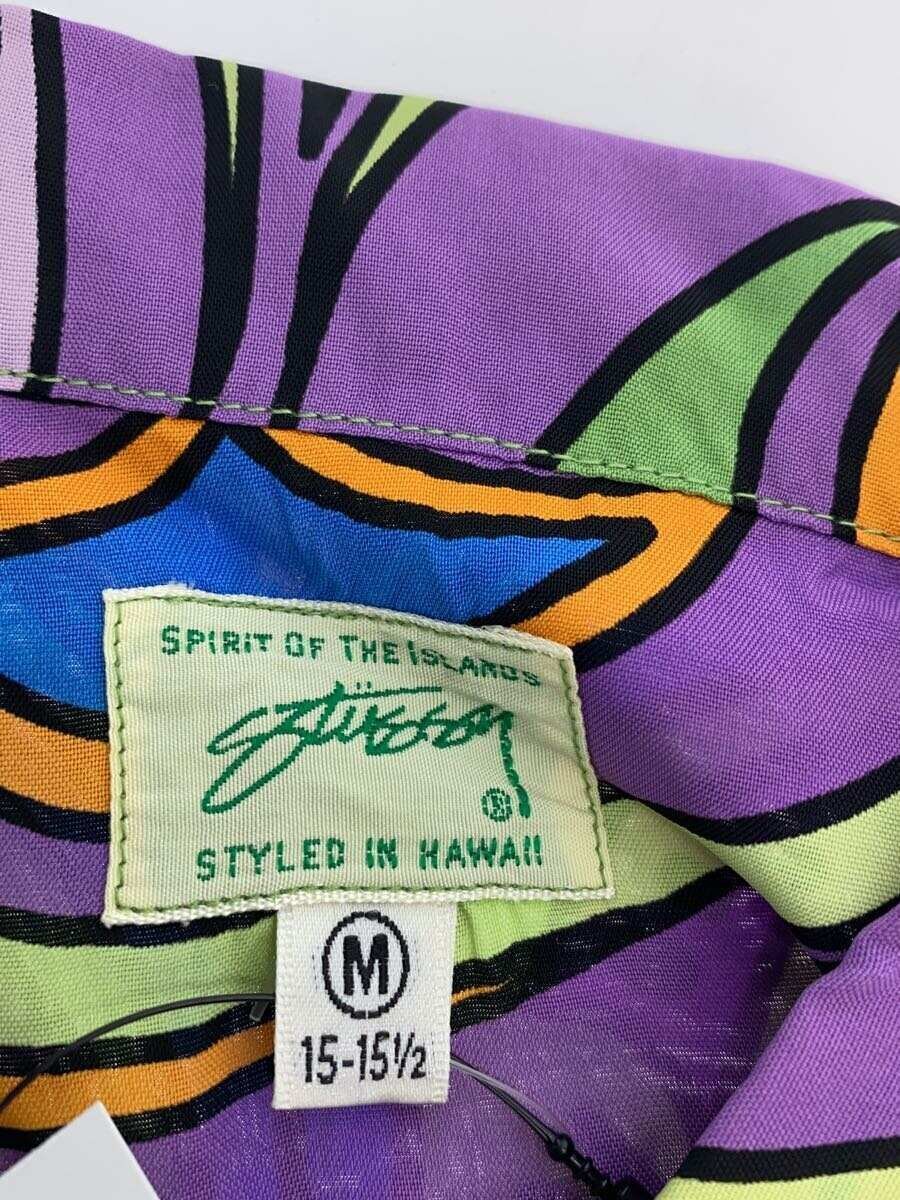 SPIRIT OF THE ISLANDS
Stüssy
®
STYLED IN HAWAII
M
15-15½